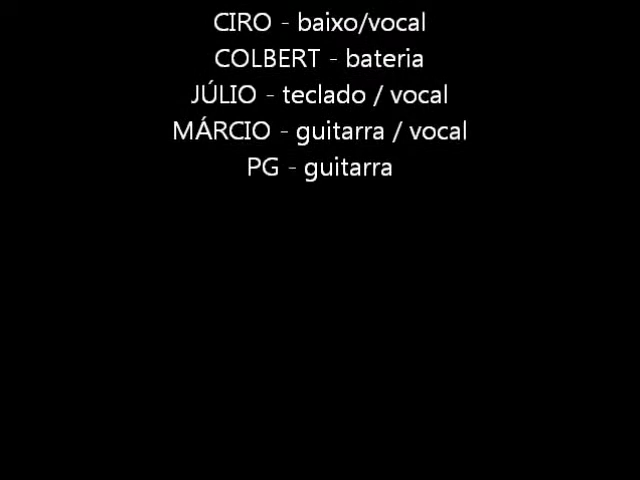 CIRO - baixo/vocal
COLBERT - bateria
JÚLIO - teclado / vocal
MÁRCIO - guitarra / vocal
PG - guitarra